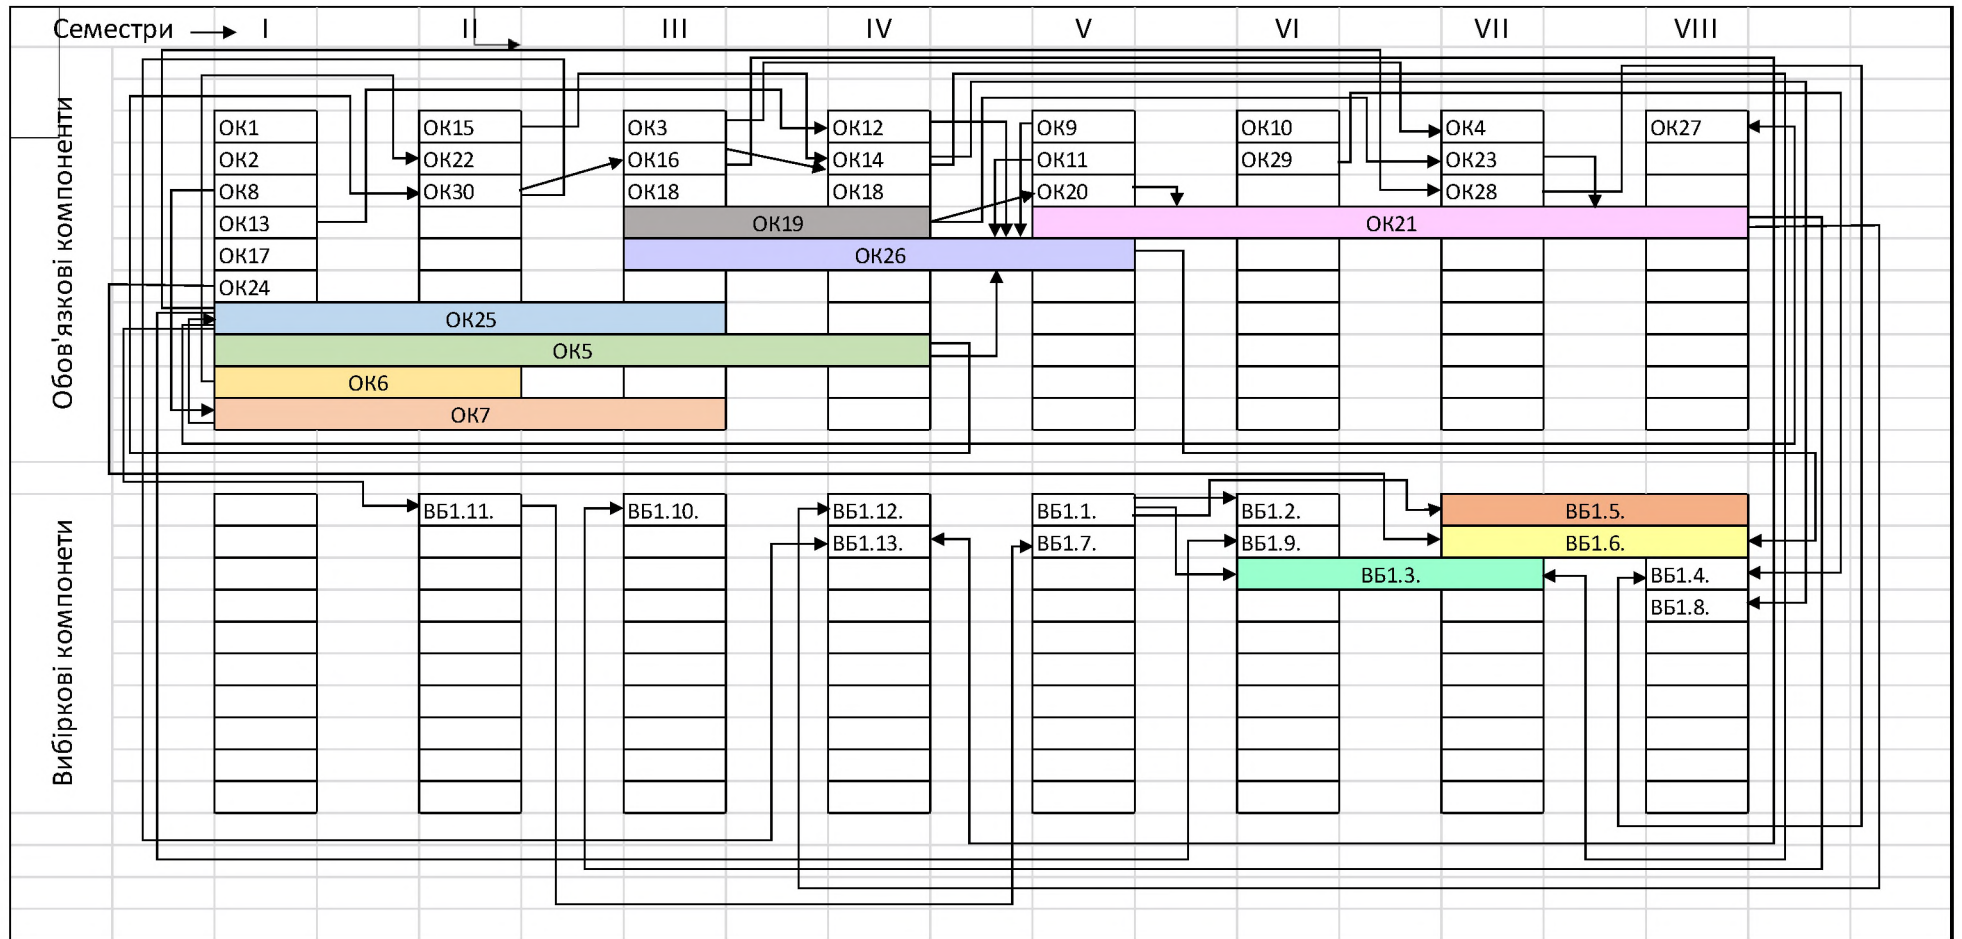 Семестри I II III IV V VI VII VIII
Обов'язкові компоненти
ОК1 ОК15 ОК3 ОК12 ОК9 ОК10 ОК4 ОК27
ОК2 ОК22 ОК16 ОК14 ОК11 ОК29 ОК23
ОК8 ОК30 ОК18 ОК18 ОК20 ОК28
ОК13 ОК19 ОК21
ОК17 ОК26
ОК24
ОК25
ОК5
ОК6
ОК7
Вибіркові компонети
ВБ1.11. ВБ1.10. ВБ1.12. ВБ1.1. ВБ1.2. ВБ1.5.
ВБ1.13. ВБ1.7. ВБ1.9. ВБ1.6.
ВБ1.3. ВБ1.4.
ВБ1.8.